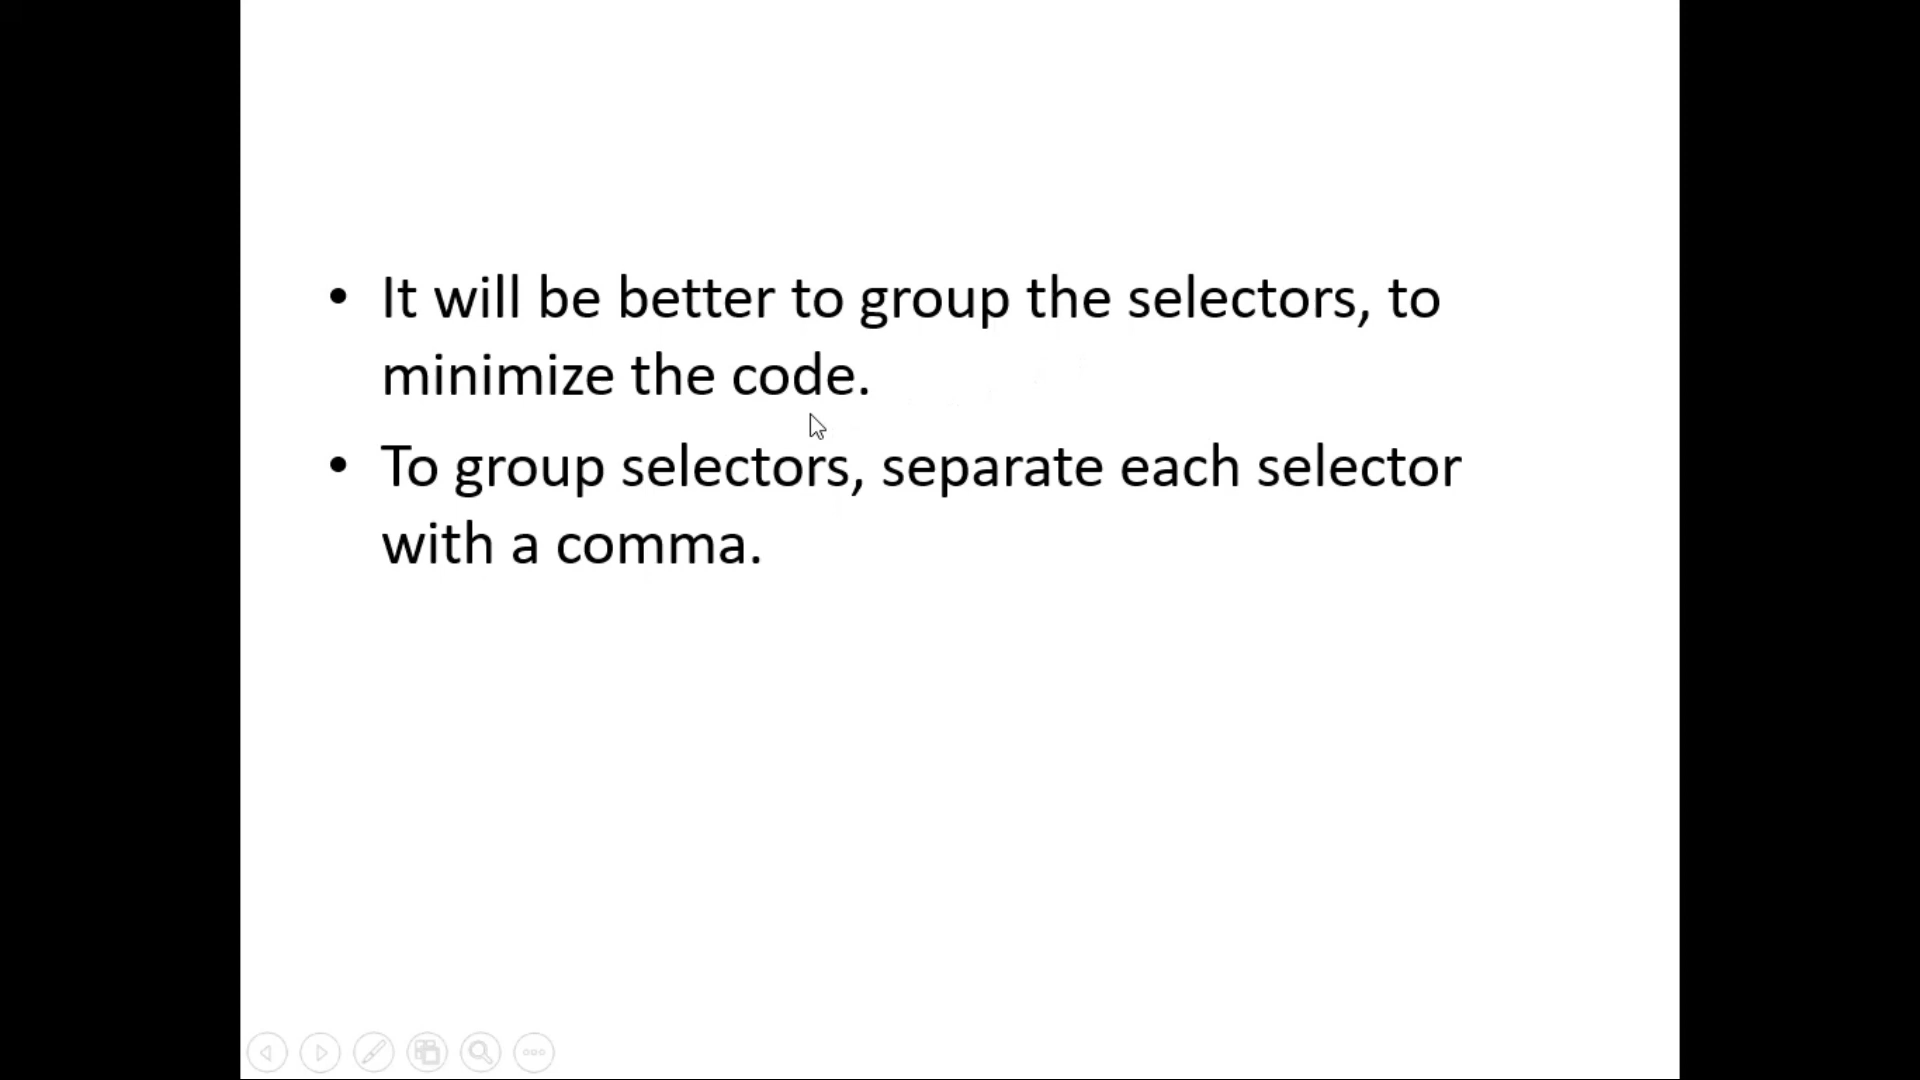 • It will be better to group the selectors, to
minimize the code.
• To group selectors, separate each selector
with a comma.